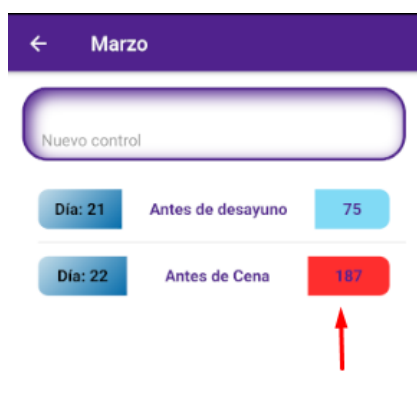 Marzo
Nuevo control
Día: 21 Antes de desayuno 75
Día: 22 Antes de Cena 187